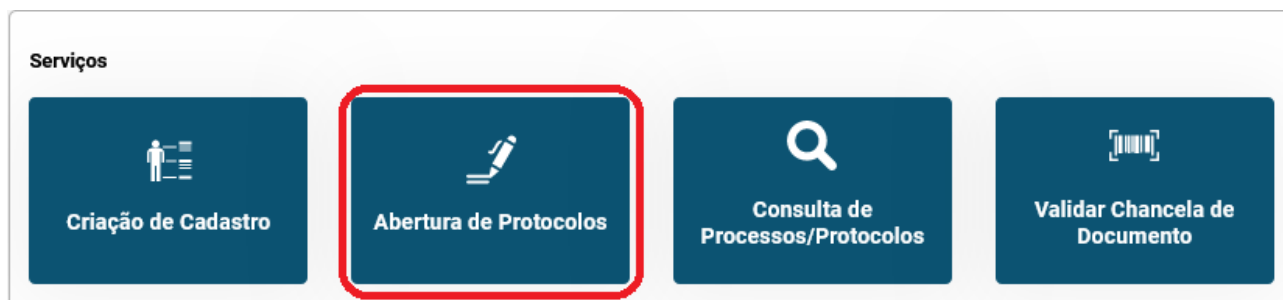 Serviços
Criação de Cadastro
Abertura de Protocolos
Consulta de
Processos/Protocolos
Validar Chancela de
Documento